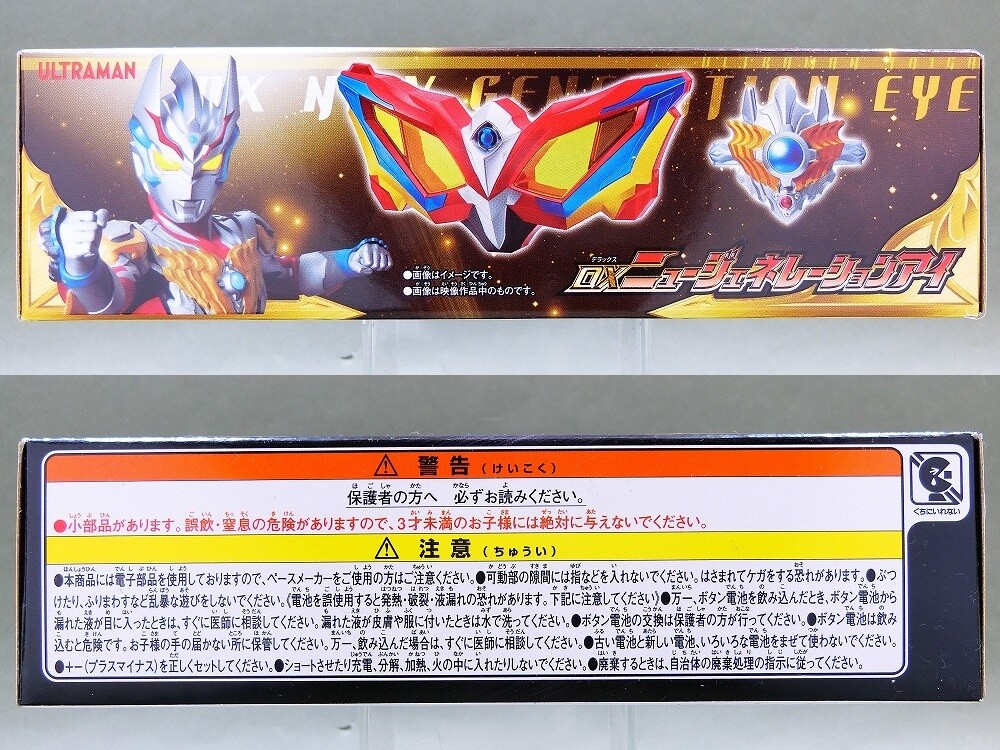 ULTRAMAN
ULTRAMAN TAIGA
DX NEW GENERATION EYE
●画像はイメージです。
●画像は映像作品中のものです。
デラックス
DXニュージェネレーションアイ
⚠ 警告 (けいこく)
保護者の方へ 必ずお読みください。
●小部品があります。誤飲・窒息の危険がありますので、3才未満のお子様には絶対に与えないでください。
⚠ 注意 (ちゅうい)
●本商品には電子部品を使用しておりますので、ペースメーカーをご使用の方はご注意ください。●可動部の隙間には指などを入れないでください。はさまれてケガをする恐れがあります。●ぶつ
けたり、ふりまわすなど乱暴な遊びをしないでください。《電池を誤使用すると発熱・破裂・液漏れの恐れがあります。下記に注意してください》●万一、ボタン電池を飲み込んだとき、ボタン電池から
漏れた液が目に入ったときは、すぐに医師に相談してください。漏れた液が皮膚や服に付いたときは水で洗ってください。●ボタン電池の交換は保護者の方が行ってください。●ボタン電池は飲み
込むと危険です。お子様の手の届かない所に保管してください。万一、飲み込んだ場合は、すぐに医師に相談してください。●古い電池と新しい電池、いろいろな電池をまぜて使わないでください。
●+－(プラスマイナス)を正しくセットしてください。●ショートさせたり充電、分解、加熱、火の中に入れたりしないでください。●廃棄するときは、自治体の廃棄処理の指示に従ってください。
くちにいれない